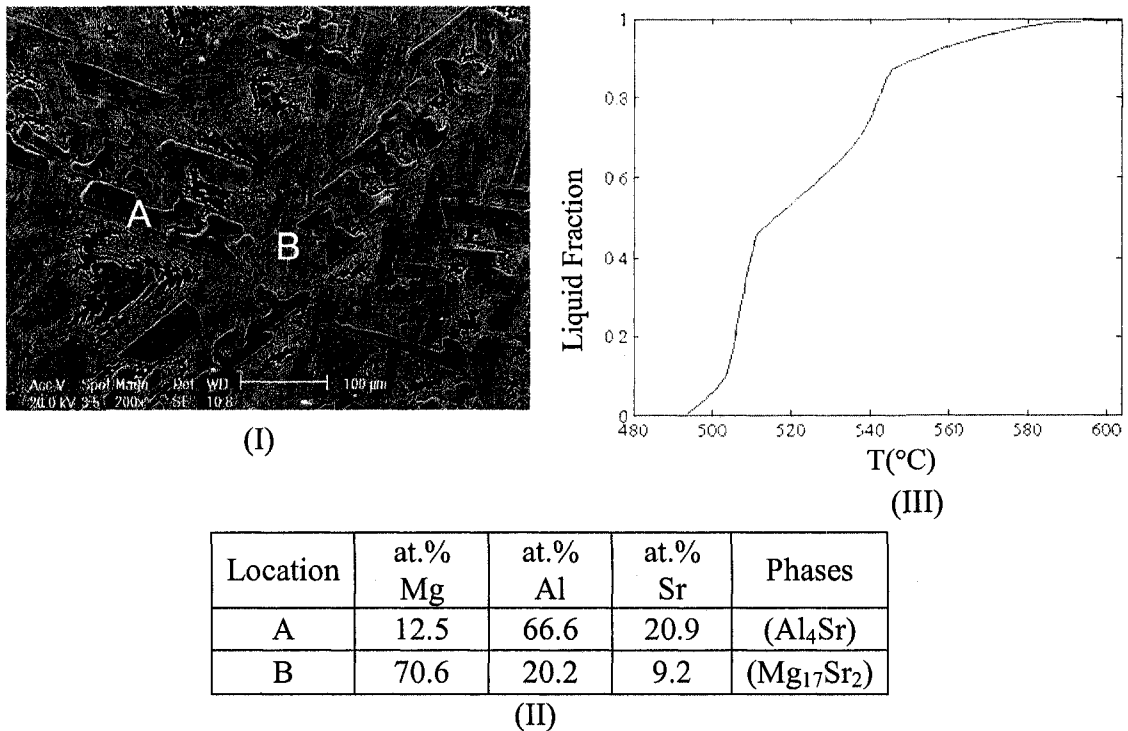 A
B
Acc.V Spot Magn Det WD 100 µm
20.0 kV 3.5 200x SE 10.8
(I)
1
0.8
0 6
0.4
0 2
0
480 500 520 540 560 580 600
Liquid Fraction
T(°C)
(III)
Location at.% Mg at.% Al at.% Sr Phases
A 12.5 66.6 20.9 (Al₄Sr)
B 70.6 20.2 9.2 (Mg₁₇Sr₂)
(II)